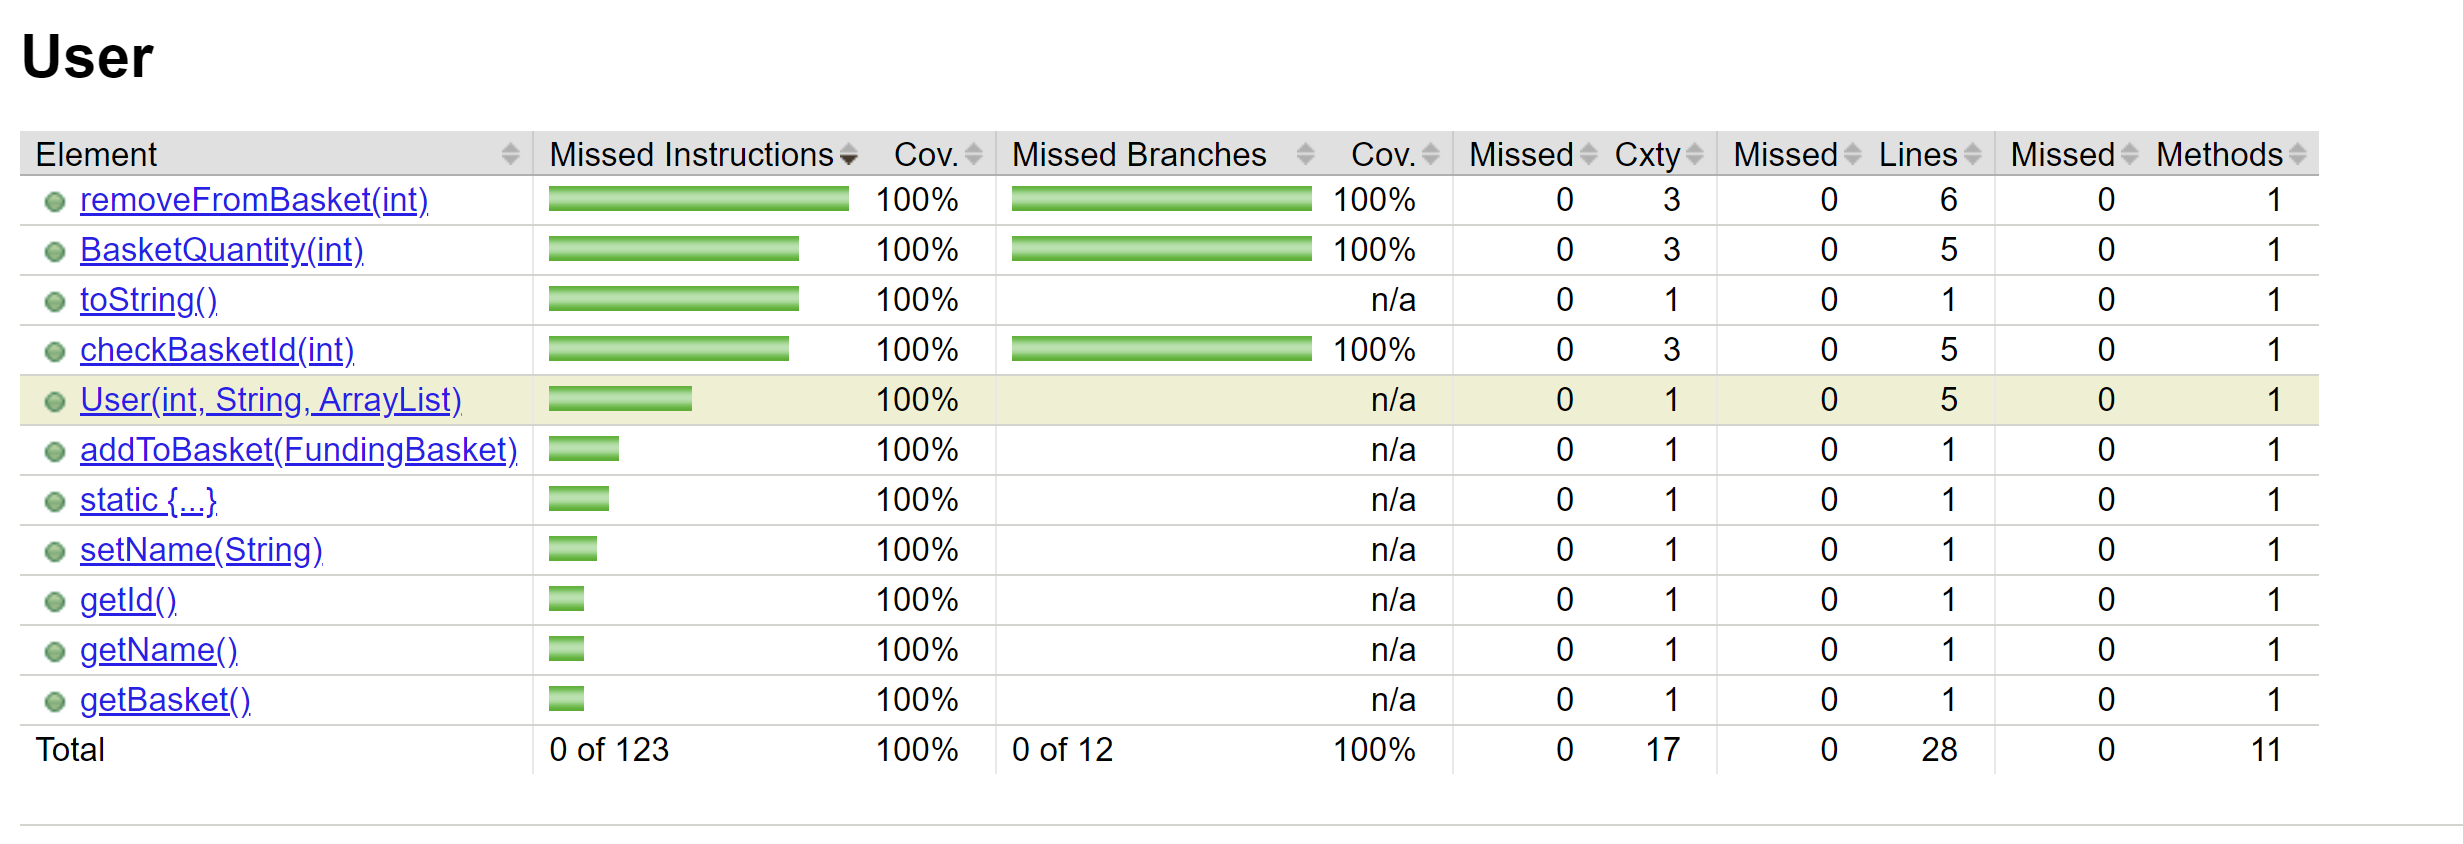 User
Element Missed Instructions Cov. Missed Branches Cov. Missed Cxty Missed Lines Missed Methods
removeFromBasket(int) 100% 100% 0 3 0 6 0 1
BasketQuantity(int) 100% 100% 0 3 0 5 0 1
toString() 100% n/a 0 1 0 1 0 1
checkBasketId(int) 100% 100% 0 3 0 5 0 1
User(int, String, ArrayList) 100% n/a 0 1 0 5 0 1
addToBasket(FundingBasket) 100% n/a 0 1 0 1 0 1
static {...} 100% n/a 0 1 0 1 0 1
setName(String) 100% n/a 0 1 0 1 0 1
getId() 100% n/a 0 1 0 1 0 1
getName() 100% n/a 0 1 0 1 0 1
getBasket() 100% n/a 0 1 0 1 0 1
Total 0 of 123 100% 0 of 12 100% 0 17 0 28 0 11